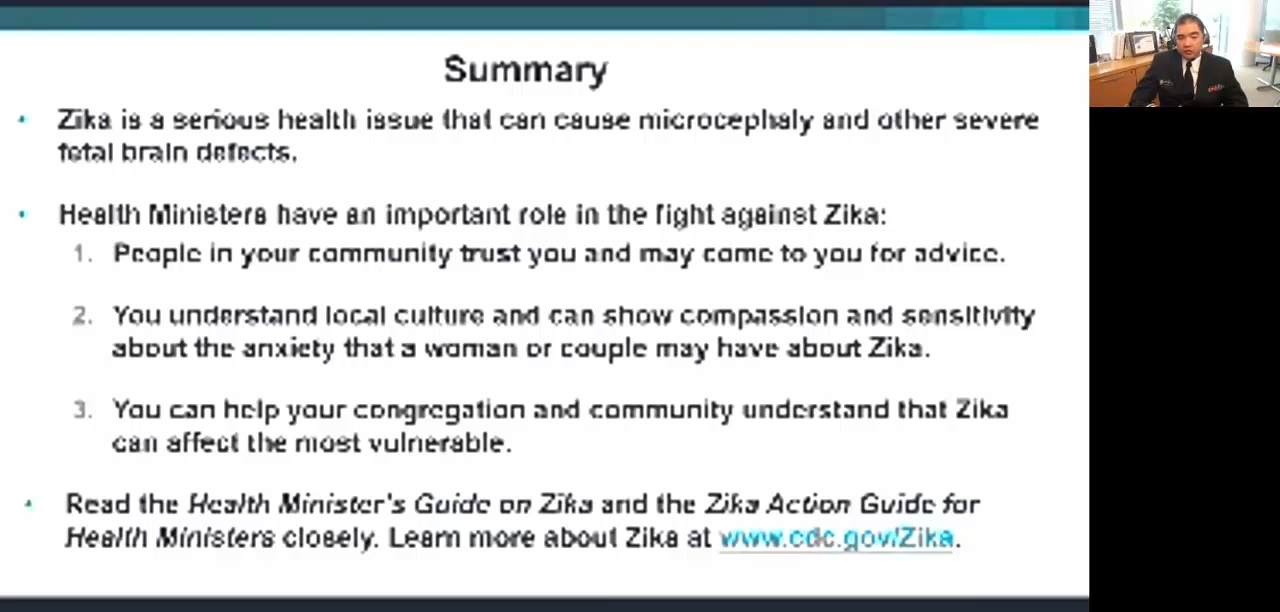 Summary
• Zika is a serious health issue that can cause microcephaly and other severe
fetal brain defects.
• Health Ministers have an important role in the fight against Zika:
1. People in your community trust you and may come to you for advice.
2. You understand local culture and can show compassion and sensitivity
about the anxiety that a woman or couple may have about Zika.
3. You can help your congregation and community understand that Zika
can affect the most vulnerable.
• Read the Health Minister's Guide on Zika and the Zika Action Guide for
Health Ministers closely. Learn more about Zika at www.cdc.gov/Zika.